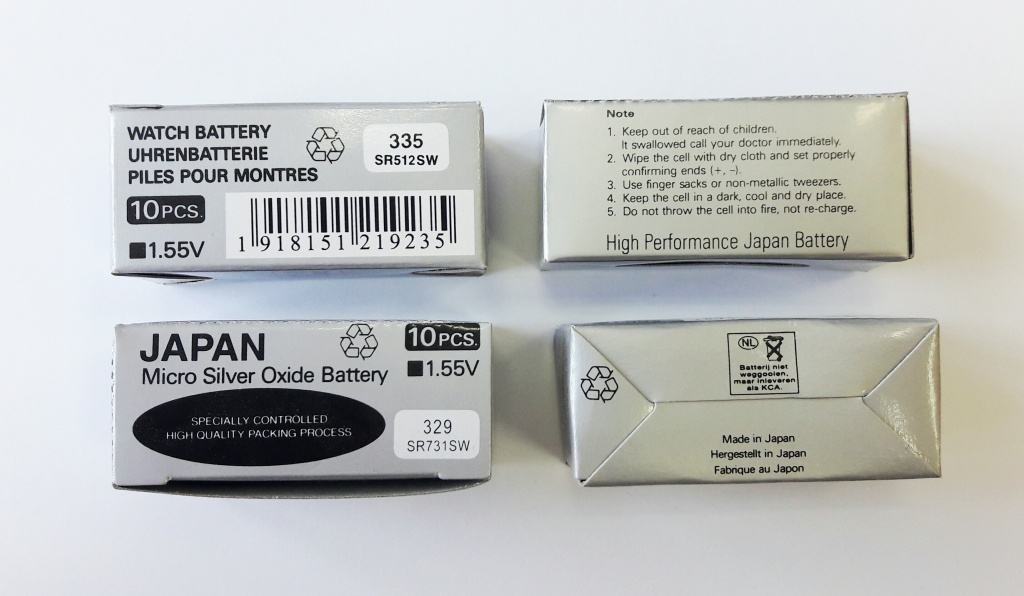 WATCH BATTERY
UHRENBATTERIE
PILES POUR MONTRES
335
SR512SW
10PCS.
1.55V
1 918151 219235
Note
1. Keep out of reach of children.
It swallowed call your doctor immediately.
2. Wipe the cell with dry cloth and set properly
confirming ends (+, –).
3. Use finger sacks or non-metallic tweezers.
4. Keep the cell in a dark, cool and dry place.
5. Do not throw the cell into fire, not re-charge.
High Performance Japan Battery
JAPAN
Micro Silver Oxide Battery
10PCS.
1.55V
SPECIALLY CONTROLLED
HIGH QUALITY PACKING PROCESS
329
SR731SW
NL
Batterij niet
weggooien,
maar inleveren
als KCA.
Made in Japan
Hergestellt in Japan
Fabrique au Japon